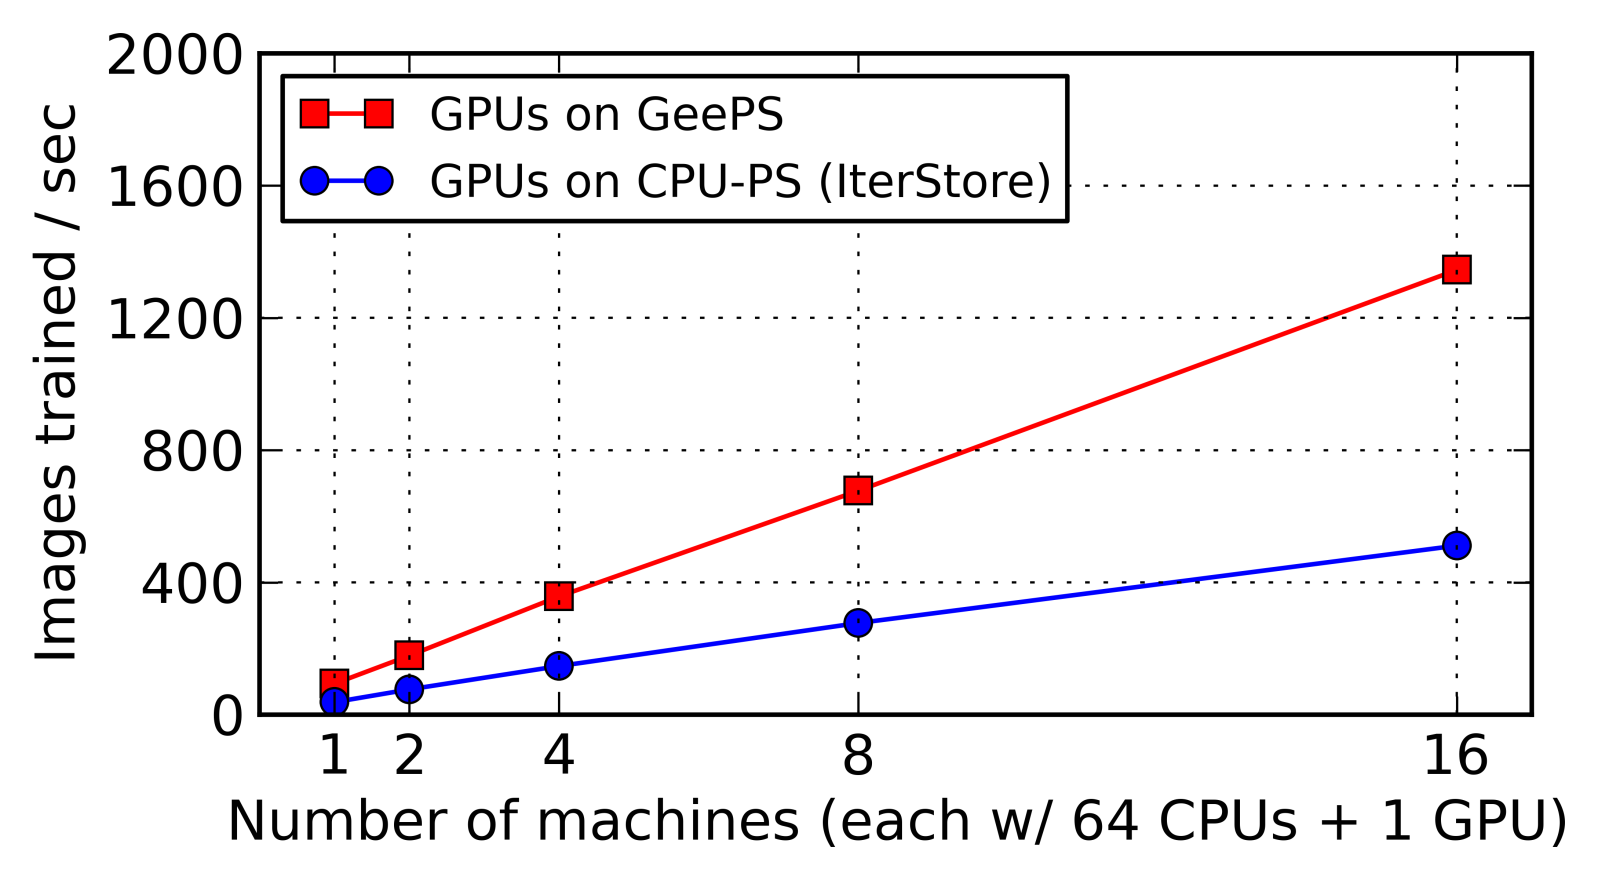 2000
1600
1200
800
400
0
Images trained / sec
GPUs on GeePS
GPUs on CPU-PS (IterStore)
1 2 4 8 16
Number of machines (each w/ 64 CPUs + 1 GPU)